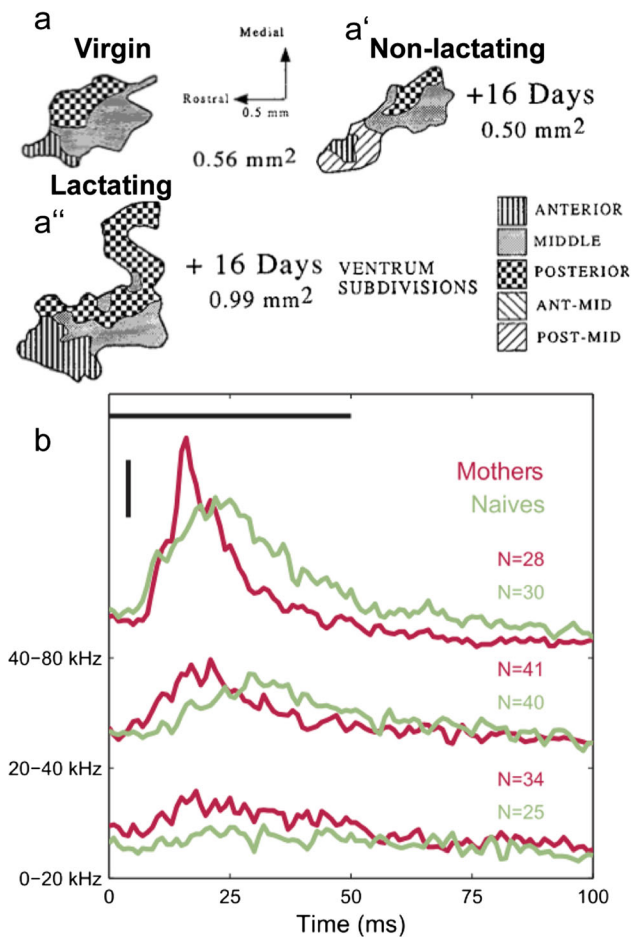 a
Virgin
Medial
Rostral
0.5 mm
0.56 mm²
a'
Non-lactating
+16 Days
0.50 mm²
Lactating
a"
+ 16 Days
0.99 mm²
VENTRUM
SUBDIVISIONS
ANTERIOR
MIDDLE
POSTERIOR
ANT-MID
POST-MID
b
Mothers
Naives
N=28
N=30
40−80 kHz
N=41
N=40
20−40 kHz
N=34
N=25
0−20 kHz
0 25 50 75 100
Time (ms)